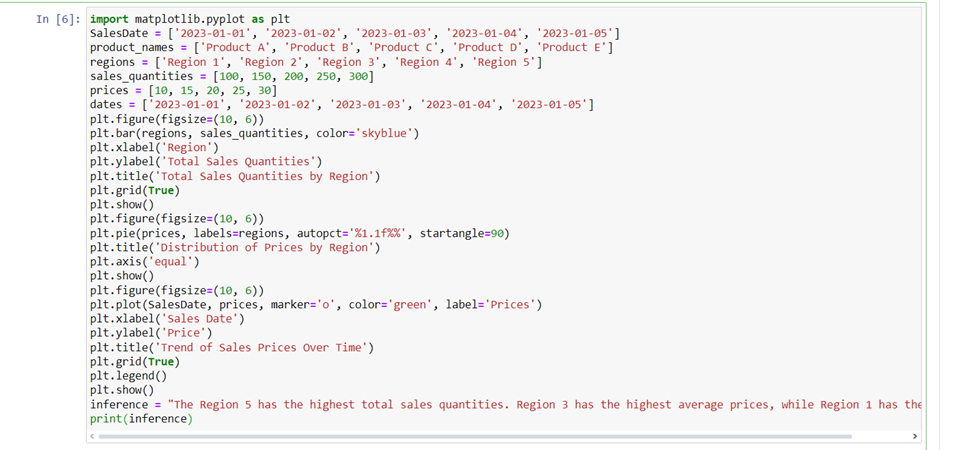 In [6]: import matplotlib.pyplot as plt
SalesDate = ['2023-01-01', '2023-01-02', '2023-01-03', '2023-01-04', '2023-01-05']
product_names = ['Product A', 'Product B', 'Product C', 'Product D', 'Product E']
regions = ['Region 1', 'Region 2', 'Region 3', 'Region 4', 'Region 5']
sales_quantities = [100, 150, 200, 250, 300]
prices = [10, 15, 20, 25, 30]
dates = ['2023-01-01', '2023-01-02', '2023-01-03', '2023-01-04', '2023-01-05']
plt.figure(figsize=(10, 6))
plt.bar(regions, sales_quantities, color='skyblue')
plt.xlabel('Region')
plt.ylabel('Total Sales Quantities')
plt.title('Total Sales Quantities by Region')
plt.grid(True)
plt.show()
plt.figure(figsize=(10, 6))
plt.pie(prices, labels=regions, autopct='%1.1f%%', startangle=90)
plt.title('Distribution of Prices by Region')
plt.axis('equal')
plt.show()
plt.figure(figsize=(10, 6))
plt.plot(SalesDate, prices, marker='o', color='green', label='Prices')
plt.xlabel('Sales Date')
plt.ylabel('Price')
plt.title('Trend of Sales Prices Over Time')
plt.grid(True)
plt.legend()
plt.show()
inference = "The Region 5 has the highest total sales quantities. Region 3 has the highest average prices, while Region 1 has the
print(inference)